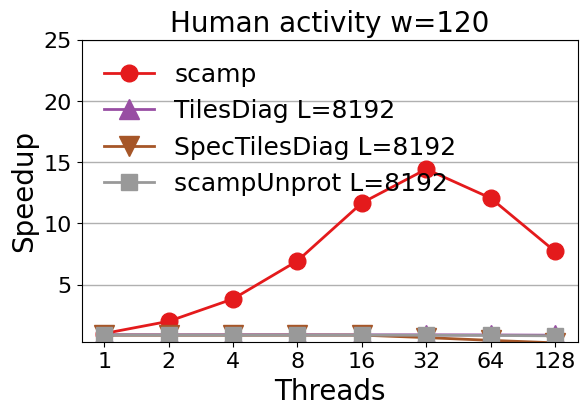 Human activity w=120
25
20
15
10
5
Speedup
scamp
TilesDiag L=8192
SpecTilesDiag L=8192
scampUnprot L=8192
1 2 4 8 16 32 64 128
Threads